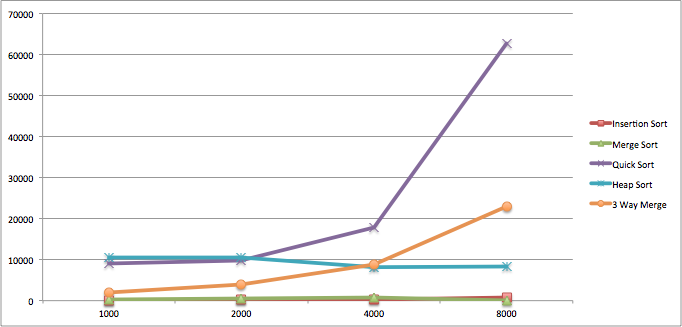 70000
60000
50000
40000
30000
20000
10000
0
1000 2000 4000 8000
Insertion Sort
Merge Sort
Quick Sort
Heap Sort
3 Way Merge